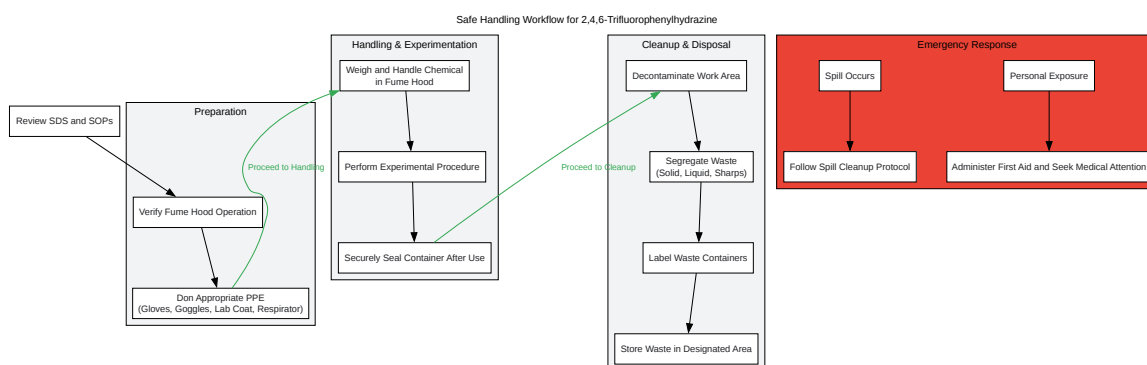 Safe Handling Workflow for 2,4,6-Trifluorophenylhydrazine
Review SDS and SOPs
Preparation
Verify Fume Hood Operation
Don Appropriate PPE
(Gloves, Goggles, Lab Coat, Respirator)
Proceed to Handling
Handling & Experimentation
Weigh and Handle Chemical
in Fume Hood
Perform Experimental Procedure
Securely Seal Container After Use
Proceed to Cleanup
Cleanup & Disposal
Decontaminate Work Area
Segregate Waste
(Solid, Liquid, Sharps)
Label Waste Containers
Store Waste in Designated Area
Emergency Response
Spill Occurs
Follow Spill Cleanup Protocol
Personal Exposure
Administer First Aid and Seek Medical Attention